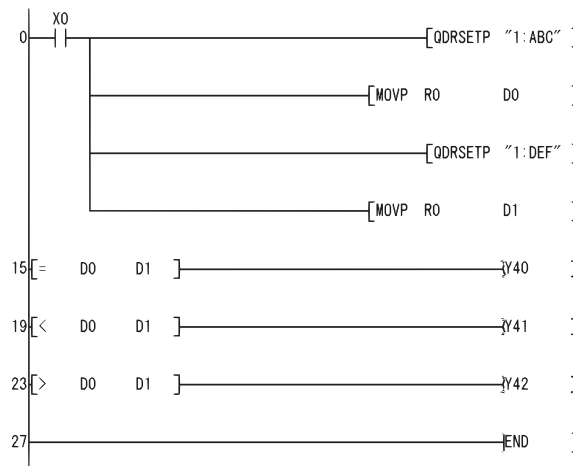 X0
0 [QDRSETP "1:ABC" ]
[MOVP R0 D0 ]
[QDRSETP "1:DEF" ]
[MOVP R0 D1 ]
15 [= D0 D1 ] (Y40 )
19 [< D0 D1 ] (Y41 )
23 [> D0 D1 ] (Y42 )
27 [END ]